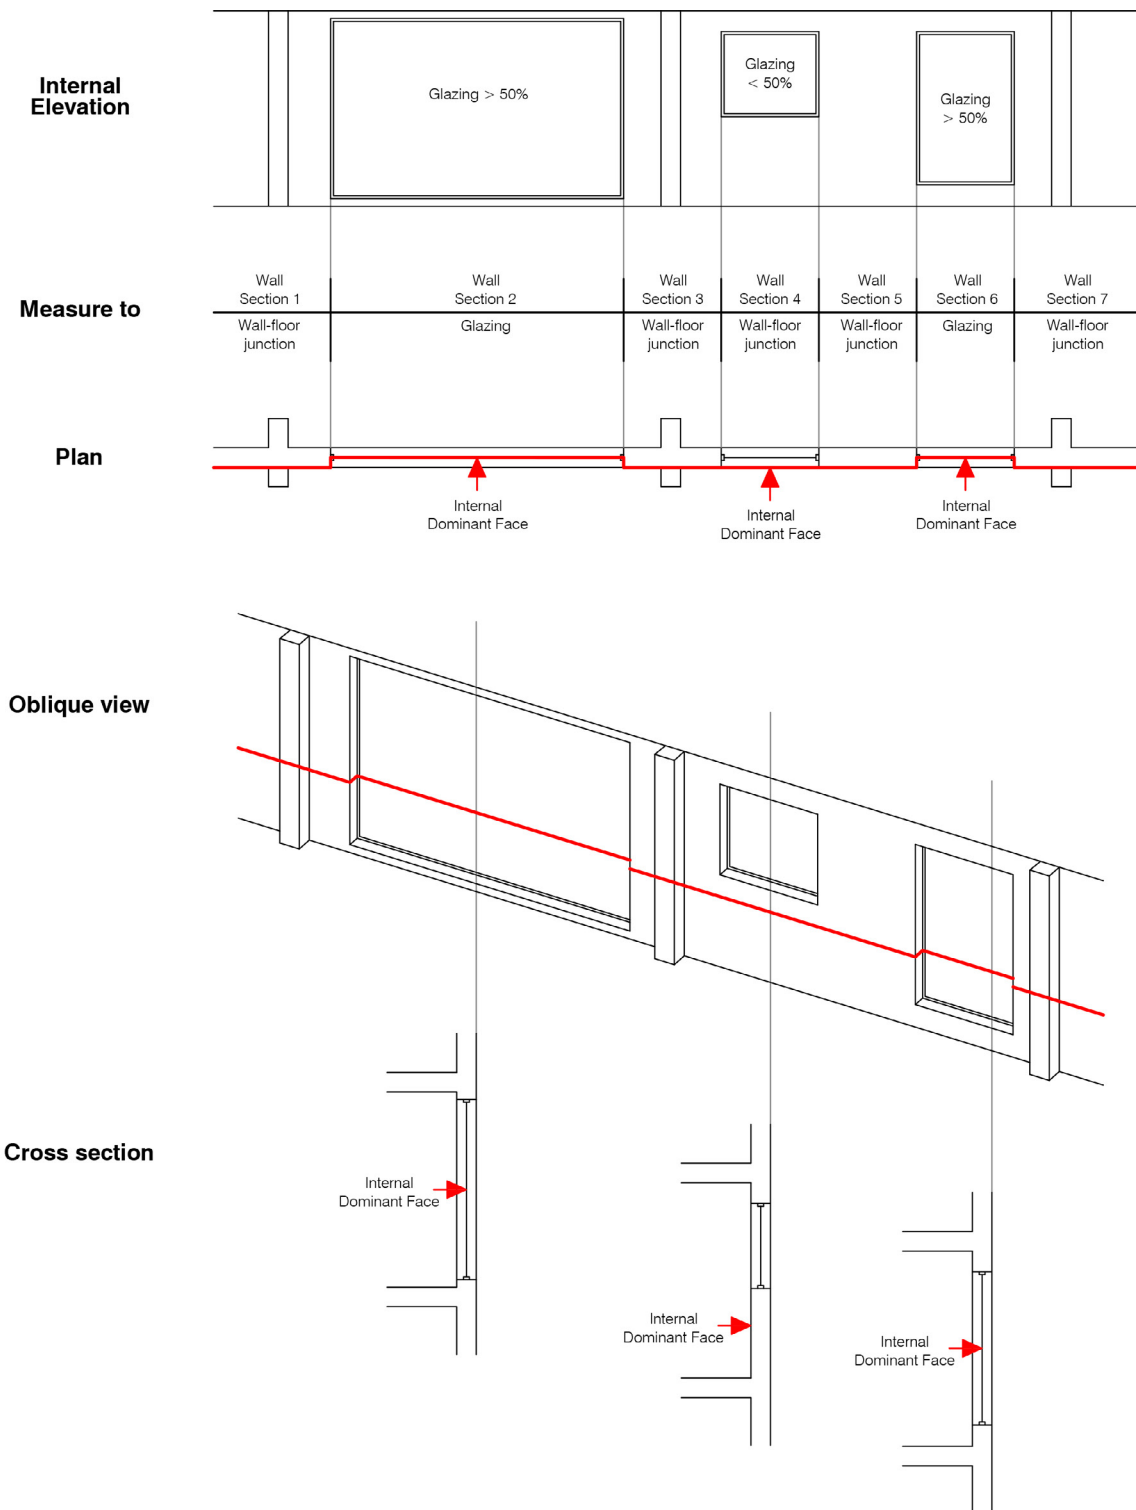 Internal
Elevation
Glazing > 50%
Glazing
< 50%
Glazing
> 50%
Measure to
Wall
Section 1
Wall
Section 2
Wall
Section 3
Wall
Section 4
Wall
Section 5
Wall
Section 6
Wall
Section 7
Wall-floor
junction
Glazing
Wall-floor
junction
Wall-floor
junction
Wall-floor
junction
Glazing
Wall-floor
junction
Plan
Internal
Dominant Face
Internal
Dominant Face
Internal
Dominant Face
Oblique view
Cross section
Internal
Dominant Face
Internal
Dominant Face
Internal
Dominant Face